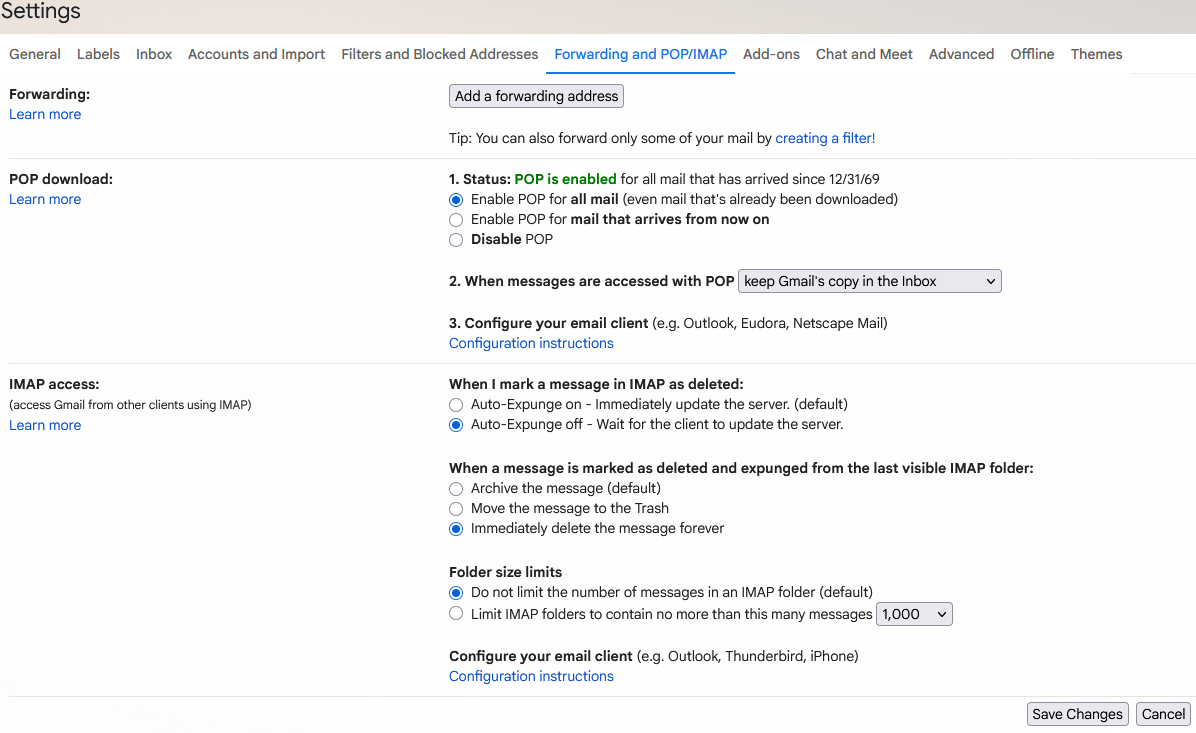 Settings
General Labels Inbox Accounts and Import Filters and Blocked Addresses Forwarding and POP/IMAP Add-ons Chat and Meet Advanced Offline Themes
Forwarding:
Learn more
Add a forwarding address
Tip: You can also forward only some of your mail by creating a filter!
POP download:
Learn more
1. Status: POP is enabled for all mail that has arrived since 12/31/69
Enable POP for all mail (even mail that's already been downloaded)
Enable POP for mail that arrives from now on
Disable POP
2. When messages are accessed with POP keep Gmail's copy in the Inbox
3. Configure your email client (e.g. Outlook, Eudora, Netscape Mail)
Configuration instructions
IMAP access:
(access Gmail from other clients using IMAP)
Learn more
When I mark a message in IMAP as deleted:
Auto-Expunge on - Immediately update the server. (default)
Auto-Expunge off - Wait for the client to update the server.
When a message is marked as deleted and expunged from the last visible IMAP folder:
Archive the message (default)
Move the message to the Trash
Immediately delete the message forever
Folder size limits
Do not limit the number of messages in an IMAP folder (default)
Limit IMAP folders to contain no more than this many messages 1,000
Configure your email client (e.g. Outlook, Thunderbird, iPhone)
Configuration instructions
Save Changes Cancel